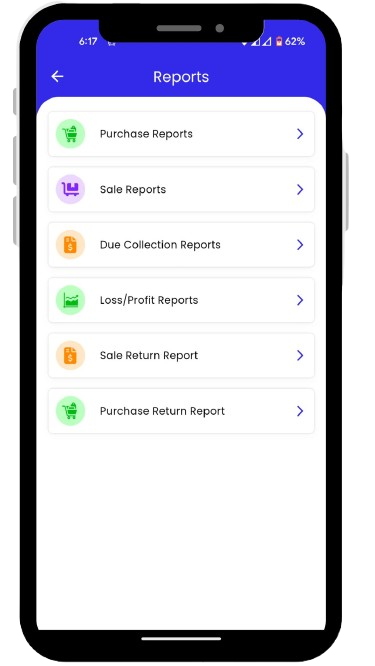 6:17
62%
Reports
Purchase Reports
Sale Reports
Due Collection Reports
Loss/Profit Reports
Sale Return Report
Purchase Return Report